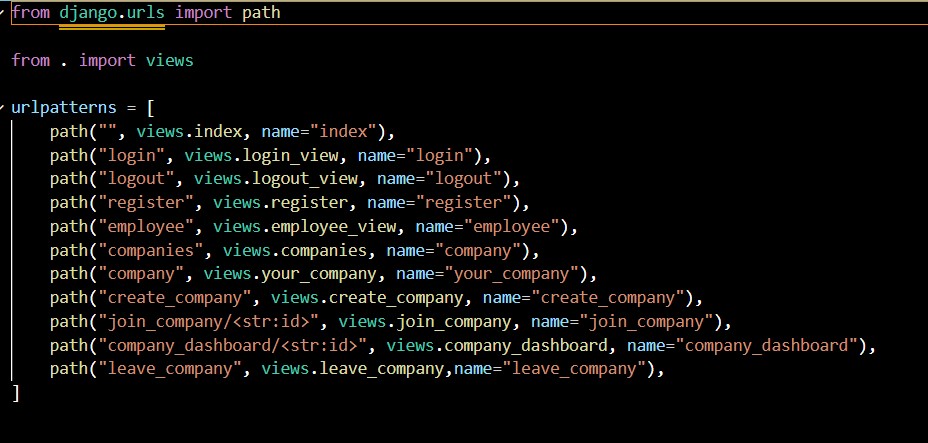 from django.urls import path
from . import views
urlpatterns = [
path("", views.index, name="index"),
path("login", views.login_view, name="login"),
path("logout", views.logout_view, name="logout"),
path("register", views.register, name="register"),
path("employee", views.employee_view, name="employee"),
path("companies", views.companies, name="company"),
path("company", views.your_company, name="your_company"),
path("create_company", views.create_company, name="create_company"),
path("join_company/<str:id>", views.join_company, name="join_company"),
path("company_dashboard/<str:id>", views.company_dashboard, name="company_dashboard"),
path("leave_company", views.leave_company,name="leave_company"),
]